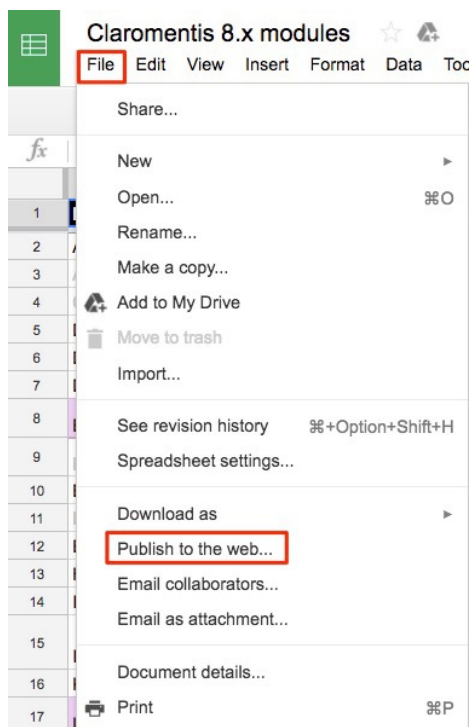 Claromentis 8.x modules
File Edit View Insert Format Data Too
Share...
fx
New
Open... ⌘O
Rename...
Make a copy...
Add to My Drive
Move to trash
Import...
See revision history ⌘+Option+Shift+H
Spreadsheet settings...
Download as
Publish to the web...
Email collaborators...
Email as attachment...
Document details...
Print ⌘P
1
2
3
4
5
6
7
8
9
10
11
12
13
14
15
16
17